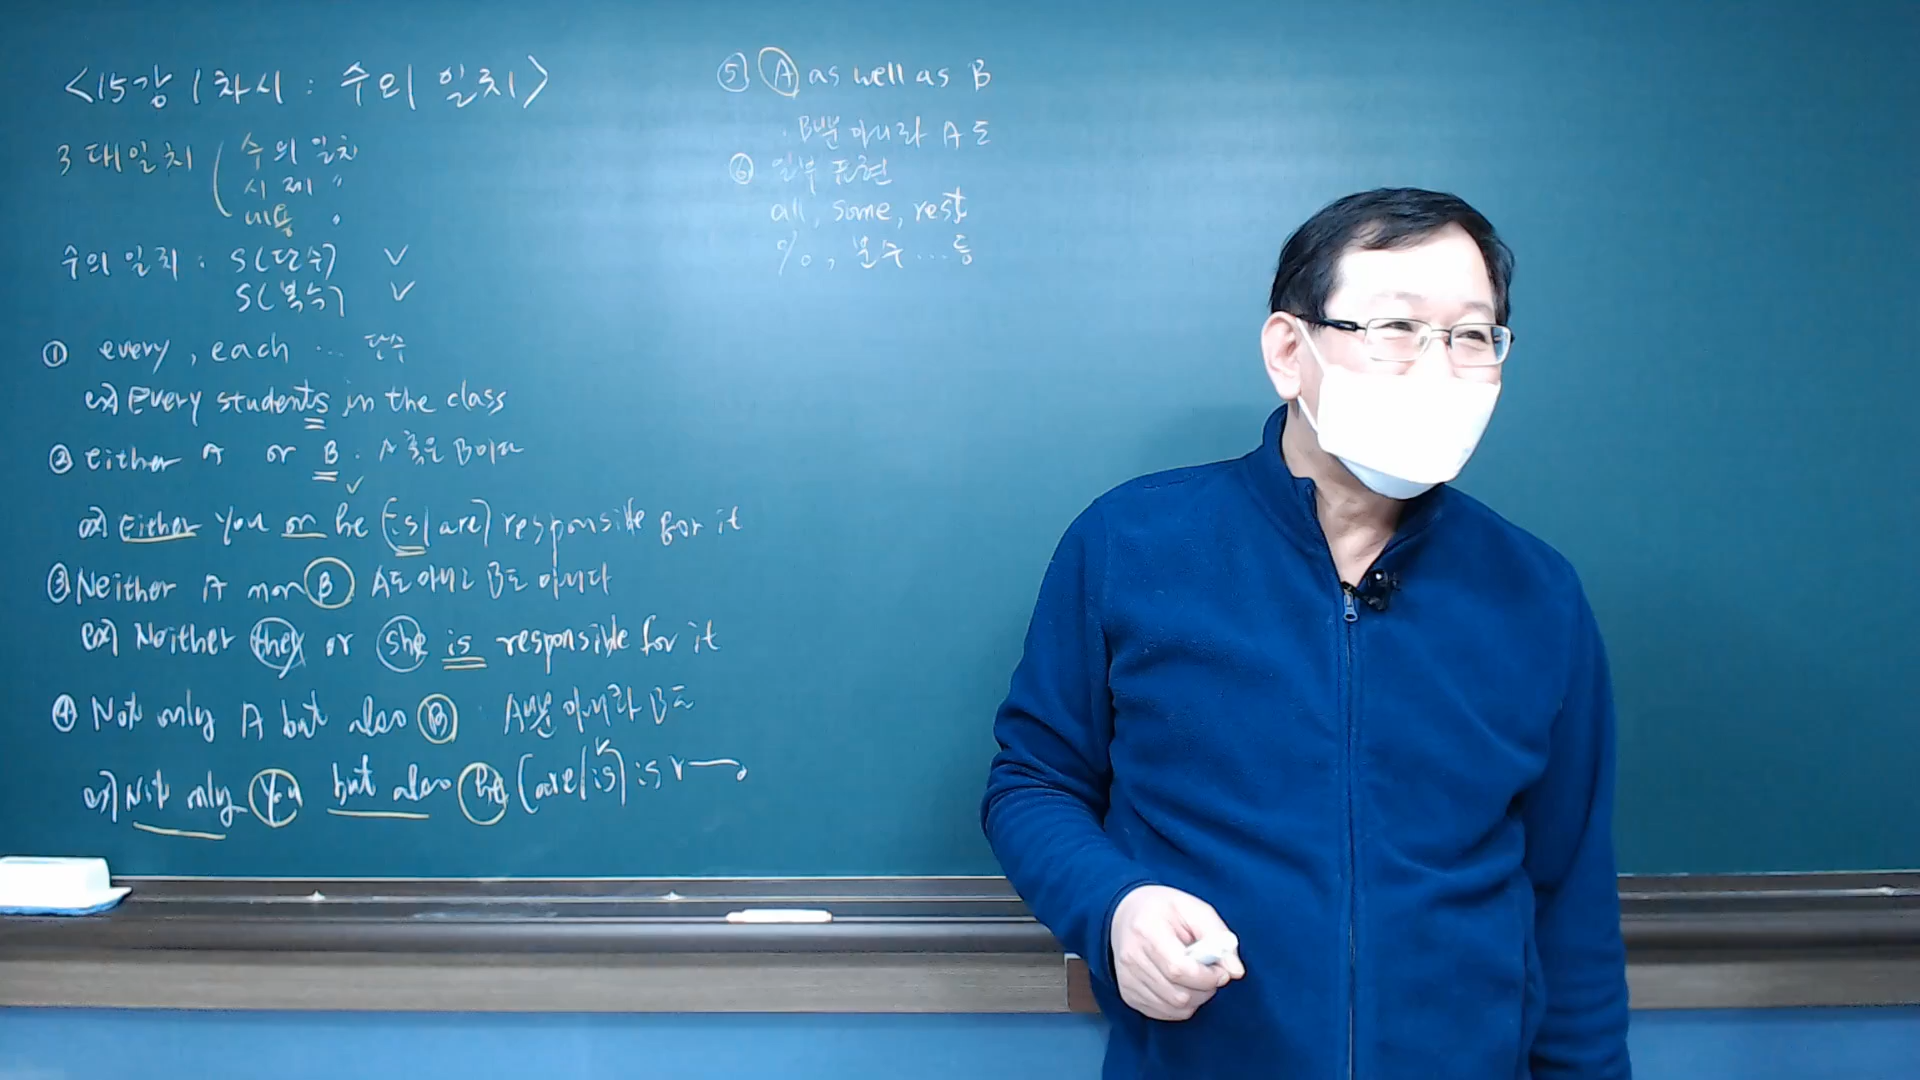 <15강 1차시 : 수의 일치>
3대일치 ( 수의 일치
시제 "
내용 "
수의 일치 : S(단수) V
S(복수) V
① every, each ... 단수
ex) Every students in the class
② Either A or B. A 혹은 B이다
ex) Either You or he (is/are) responsible for it
③ Neither A nor B A도 아니고 B도 아니다
ex) Neither they or she is responsible for it
④ Not only A but also B . A뿐 아니라 B도
ex) Not only You but also he (are/is) is r
⑤ A as well as B
. B뿐 아니라 A도
⑥ 일부 표현
all, some, rest
%, 분수 ... 등